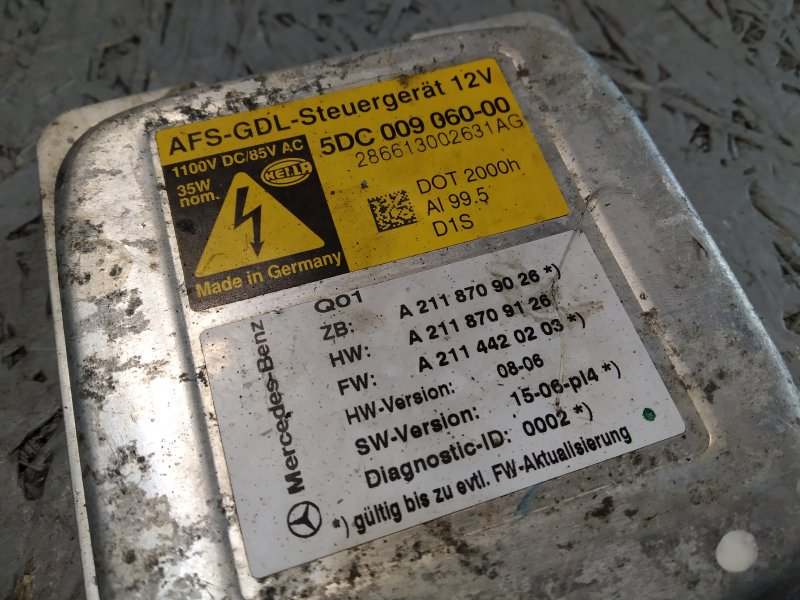 AFS-GDL-Steuergerät 12V
1100V DC/85V AC
35W
nom.
HELLA
5DC 009 060-00
286613002631AG
DOT 2000h
AI 99.5
D1S
Made in Germany
Mercedes-Benz
Q01
ZB: A 211 870 90 26 *)
HW: A 211 870 91 26
FW: A 211 442 02 03 *)
HW-Version: 08-06
SW-Version: 15-06-pl4 *)
Diagnostic-ID: 0002 *)
*) gültig bis zu evtl. FW-Aktualisierung